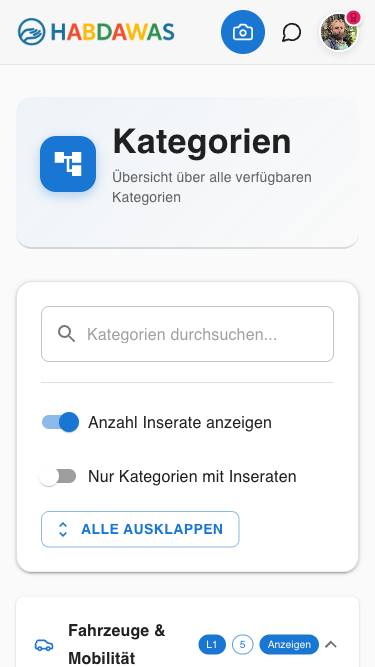 HABDAWAS
8
Kategorien
Übersicht über alle verfügbaren
Kategorien
Kategorien durchsuchen...
Anzahl Inserate anzeigen
Nur Kategorien mit Inseraten
ALLE AUSKLAPPEN
Fahrzeuge &
Mobilität
L1
5
Anzeigen